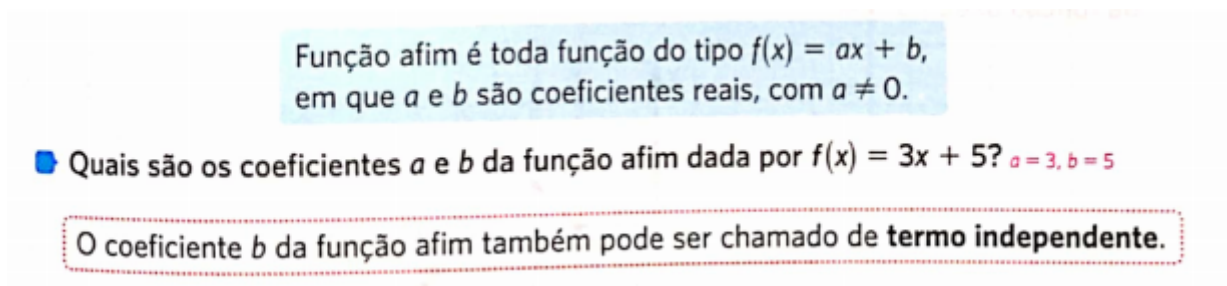 Função afim é toda função do tipo f(x) = ax + b,
em que a e b são coeficientes reais, com a ≠ 0.
Quais são os coeficientes a e b da função afim dada por f(x) = 3x + 5? a = 3, b = 5
O coeficiente b da função afim também pode ser chamado de termo independente.